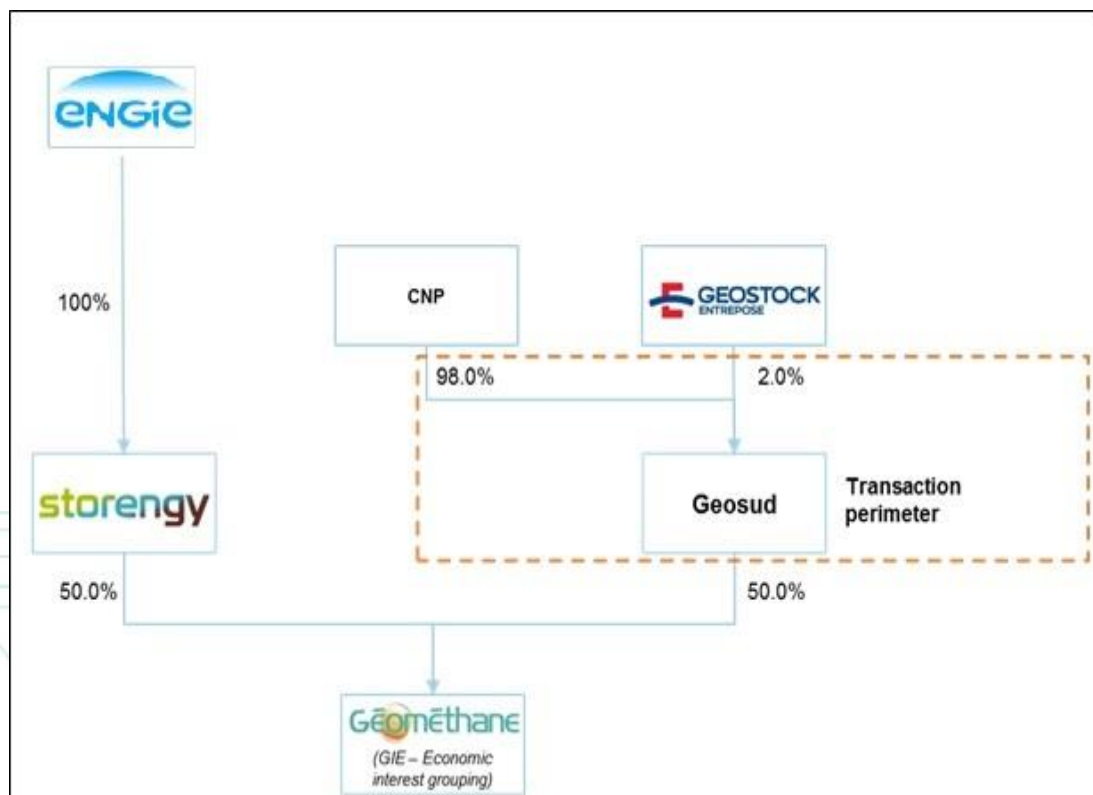 ENGIE
100%
CNP
GEOSTOCK
ENTREPOSE
98.0%
2.0%
storengy
Geosud
Transaction
perimeter
50.0%
50.0%
Géométhane
(GIE – Economic
interest grouping)